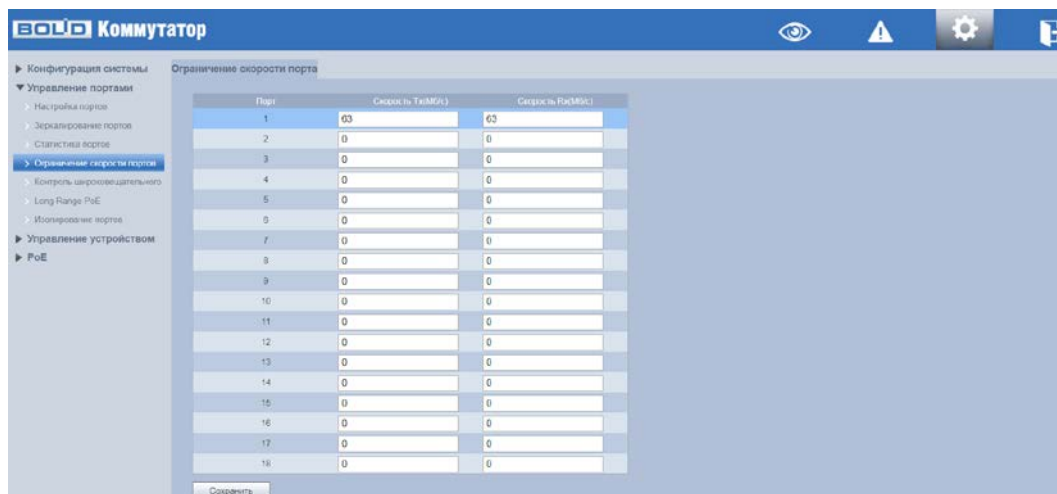 BOLID Коммутатор
Конфигурация системы
Управление портами
Настройка портов
Зеркалирование портов
Статистика портов
Ограничение скорости портов
Контроль широковещательного
Long Range PoE
Изолирование портов
Управление устройством
PoE
Ограничение скорости порта
Порт Скорость Tx(Мб/с) Скорость Rx(Мб/с)
1 63 63
2 0 0
3 0 0
4 0 0
5 0 0
6 0 0
7 0 0
8 0 0
9 0 0
10 0 0
11 0 0
12 0 0
13 0 0
14 0 0
15 0 0
16 0 0
17 0 0
18 0 0
Сохранить